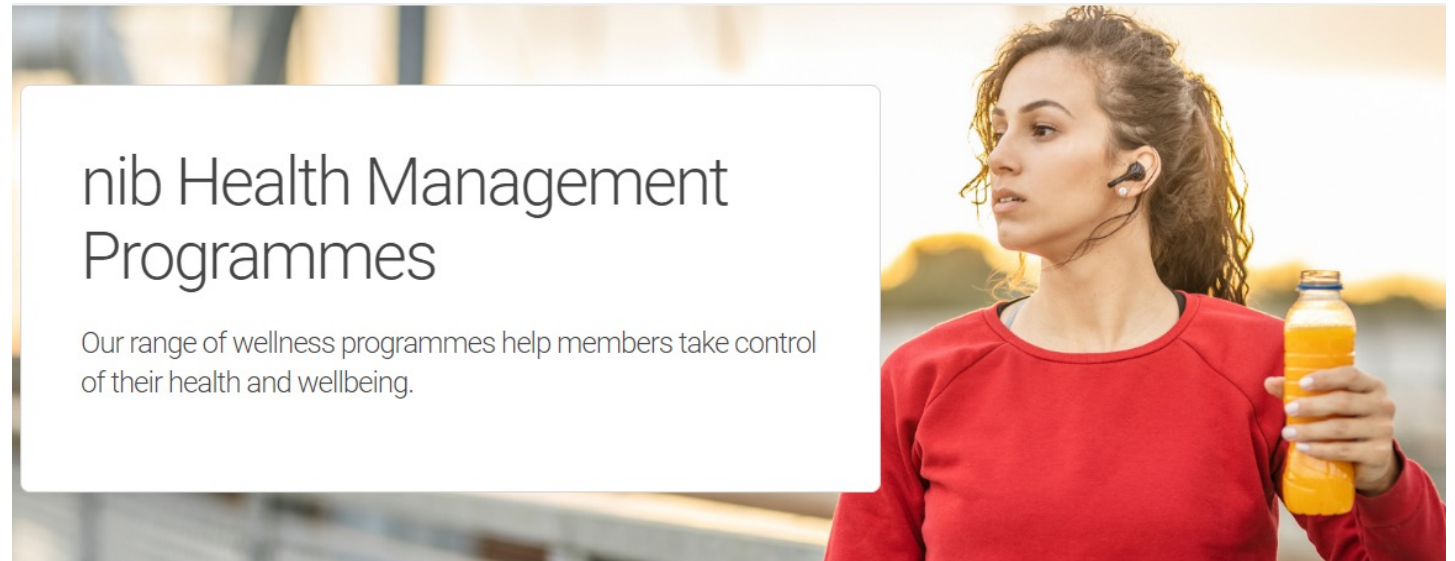 nib Health Management
Programmes
Our range of wellness programmes help members take control
of their health and wellbeing.